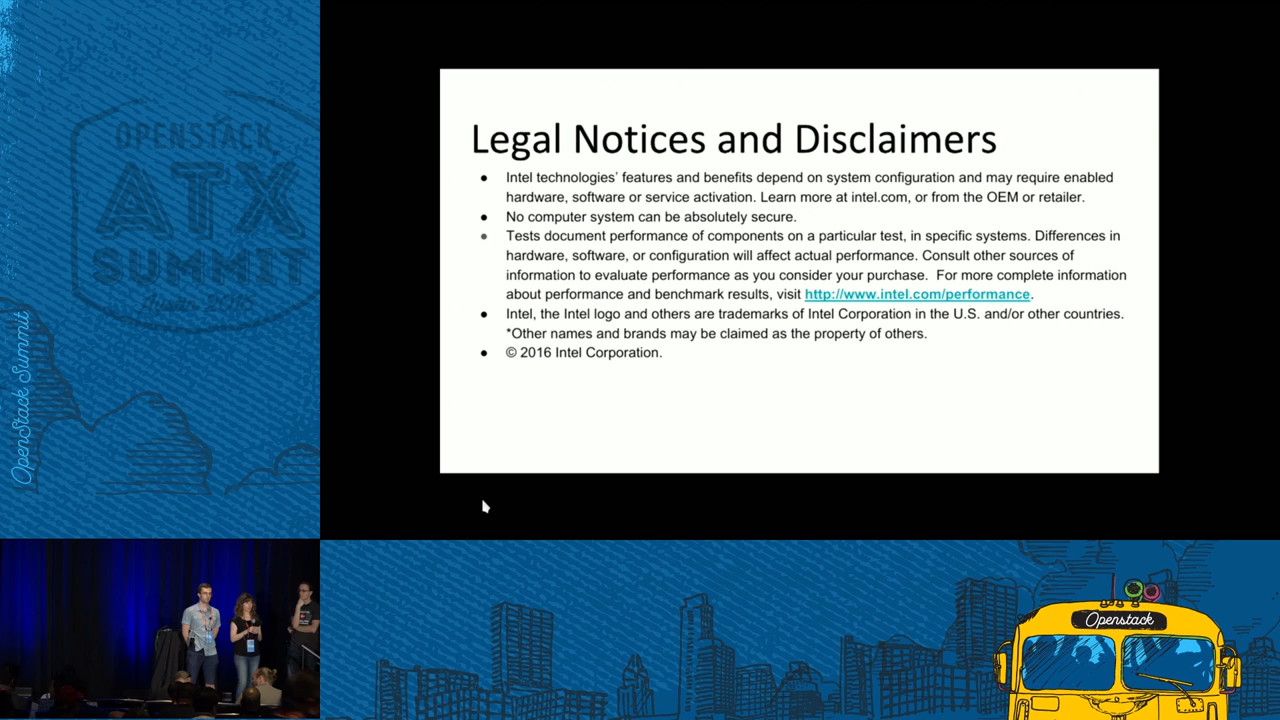 OPENSTACK
ATX
SUMMIT
OpenStack Summit
Legal Notices and Disclaimers
● Intel technologies’ features and benefits depend on system configuration and may require enabled
hardware, software or service activation. Learn more at intel.com, or from the OEM or retailer.
● No computer system can be absolutely secure.
● Tests document performance of components on a particular test, in specific systems. Differences in
hardware, software, or configuration will affect actual performance. Consult other sources of
information to evaluate performance as you consider your purchase. For more complete information
about performance and benchmark results, visit http://www.intel.com/performance.
● Intel, the Intel logo and others are trademarks of Intel Corporation in the U.S. and/or other countries.
*Other names and brands may be claimed as the property of others.
● © 2016 Intel Corporation.
Openstack